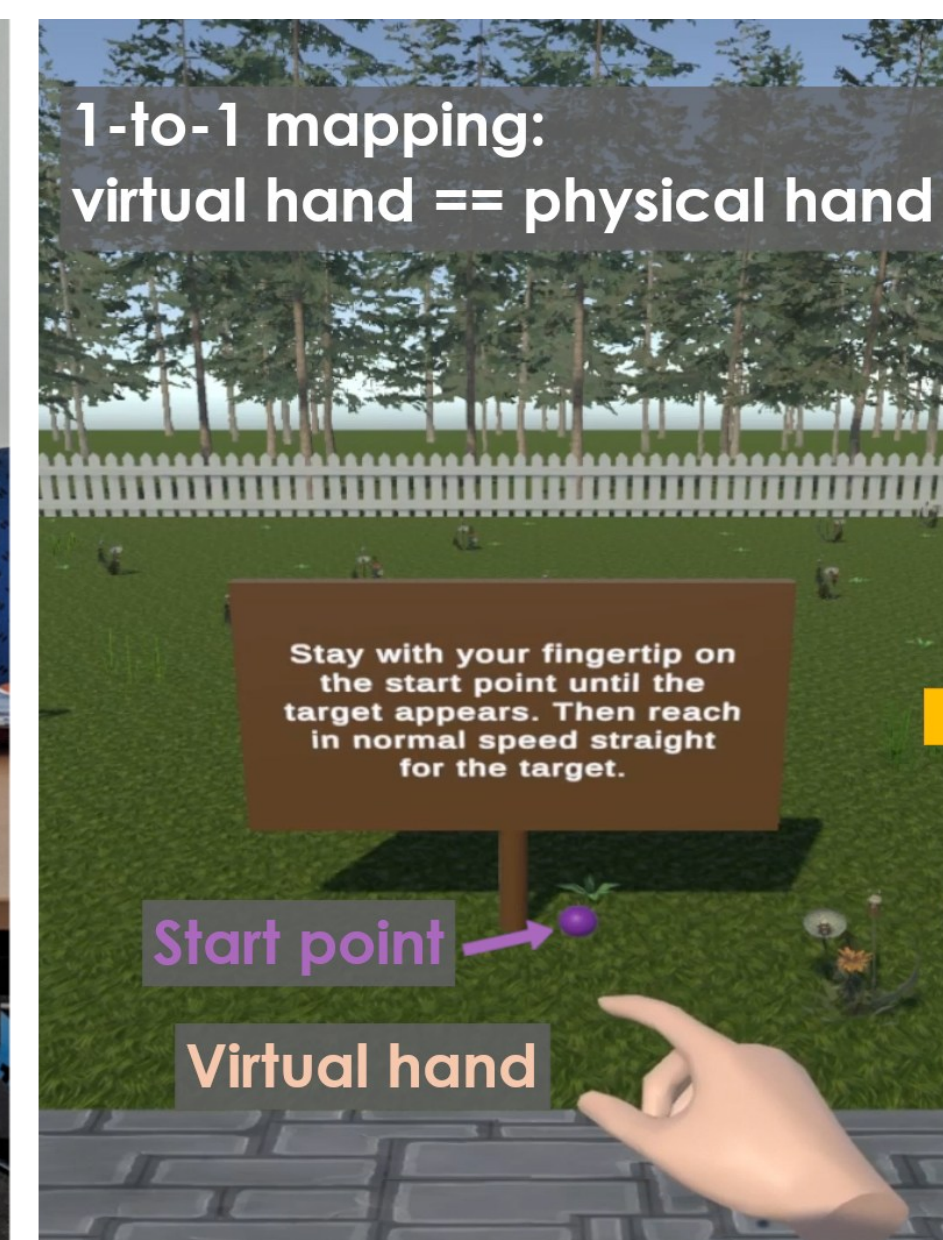 1-to-1 mapping:
virtual hand == physical hand
Stay with your fingertip on
the start point until the
target appears. Then reach
in normal speed straight
for the target.
Start point
Virtual hand